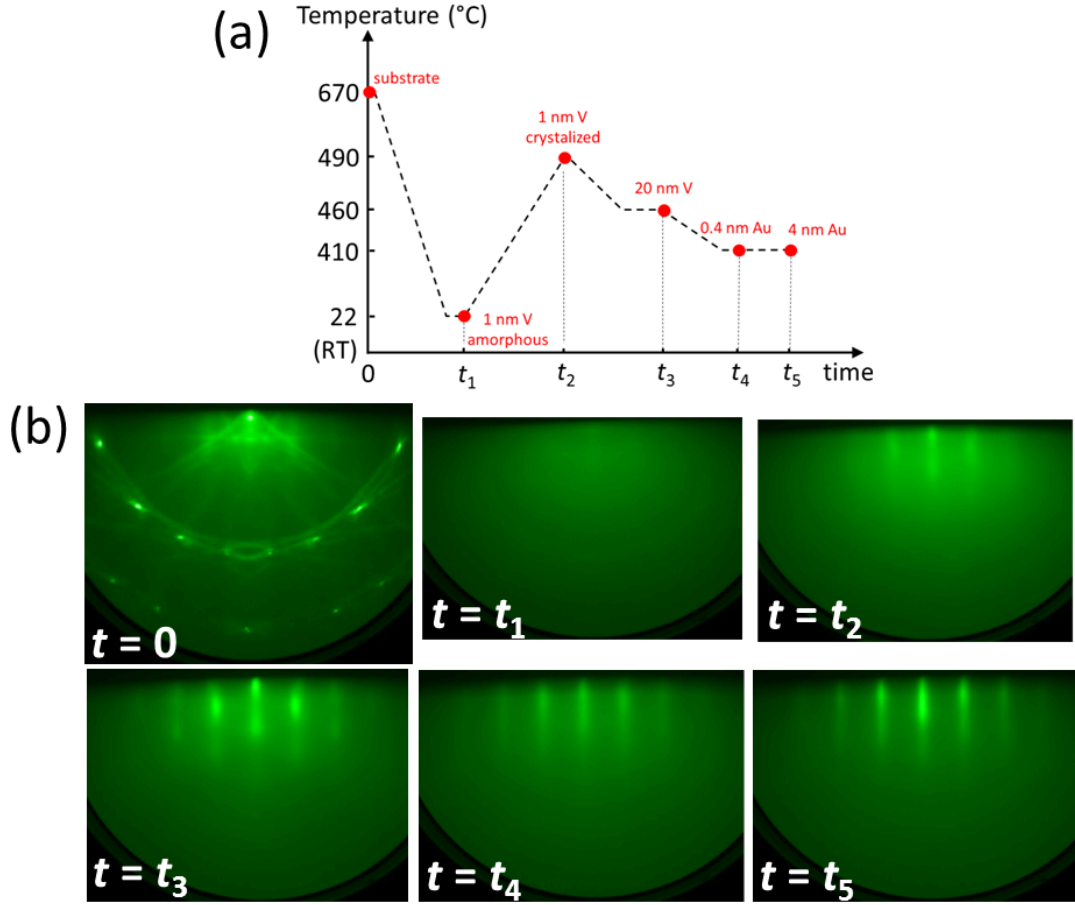 (a)
Temperature (°C)
670
substrate
1 nm V
crystalized
490
20 nm V
460
0.4 nm Au
4 nm Au
410
22
(RT)
1 nm V
amorphous
0
t1
t2
t3
t4
t5
time
(b)
t = 0
t = t1
t = t2
t = t3
t = t4
t = t5